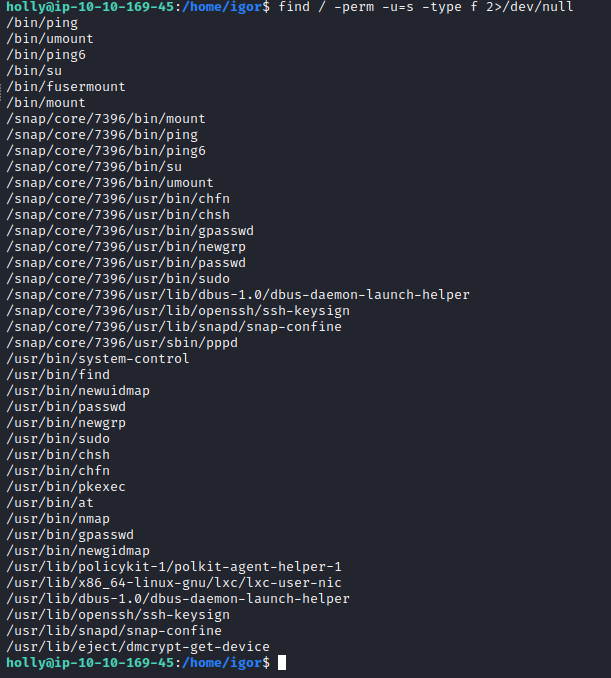 holly@ip-10-10-169-45:/home/igor$ find / -perm -u=s -type f 2>/dev/null
/bin/ping
/bin/umount
/bin/ping6
/bin/su
/bin/fusermount
/bin/mount
/snap/core/7396/bin/mount
/snap/core/7396/bin/ping
/snap/core/7396/bin/ping6
/snap/core/7396/bin/su
/snap/core/7396/bin/umount
/snap/core/7396/usr/bin/chfn
/snap/core/7396/usr/bin/chsh
/snap/core/7396/usr/bin/gpasswd
/snap/core/7396/usr/bin/newgrp
/snap/core/7396/usr/bin/passwd
/snap/core/7396/usr/bin/sudo
/snap/core/7396/usr/lib/dbus-1.0/dbus-daemon-launch-helper
/snap/core/7396/usr/lib/openssh/ssh-keysign
/snap/core/7396/usr/lib/snapd/snap-confine
/snap/core/7396/usr/sbin/pppd
/usr/bin/system-control
/usr/bin/find
/usr/bin/newuidmap
/usr/bin/passwd
/usr/bin/newgrp
/usr/bin/sudo
/usr/bin/chsh
/usr/bin/chfn
/usr/bin/pkexec
/usr/bin/at
/usr/bin/nmap
/usr/bin/gpasswd
/usr/bin/newgidmap
/usr/lib/policykit-1/polkit-agent-helper-1
/usr/lib/x86_64-linux-gnu/lxc/lxc-user-nic
/usr/lib/dbus-1.0/dbus-daemon-launch-helper
/usr/lib/openssh/ssh-keysign
/usr/lib/snapd/snap-confine
/usr/lib/eject/dmcrypt-get-device
holly@ip-10-10-169-45:/home/igor$